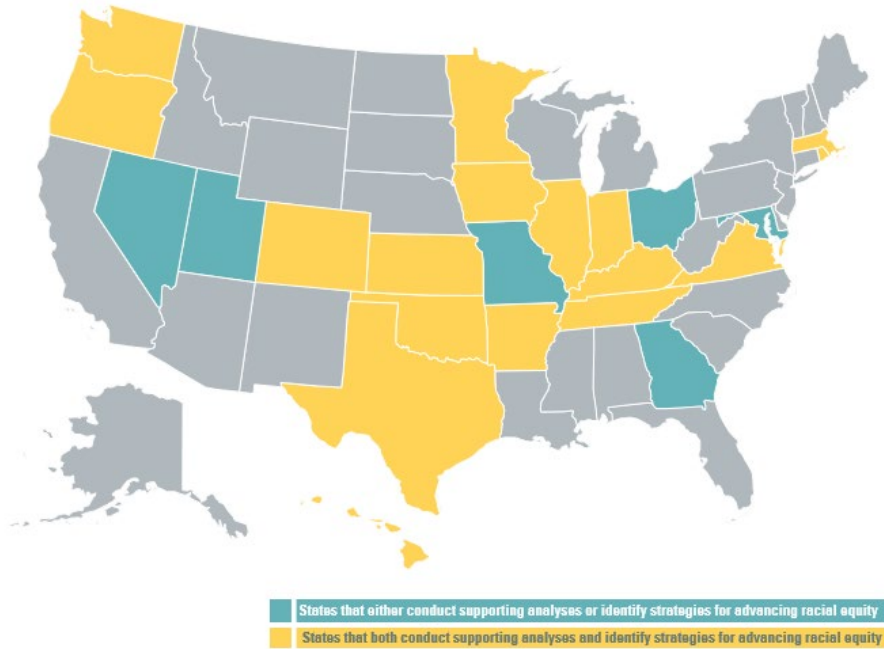 States that either conduct supporting analyses or identify strategies for advancing racial equity
States that both conduct supporting analyses and identify strategies for advancing racial equity